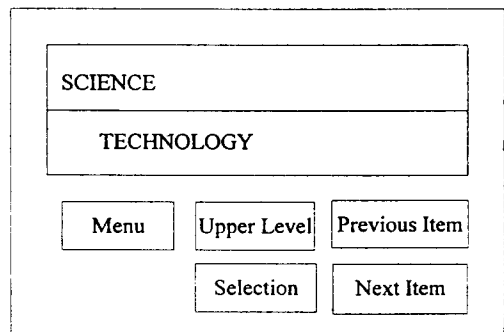 SCIENCE
TECHNOLOGY
Menu Upper Level Previous Item
Selection Next Item